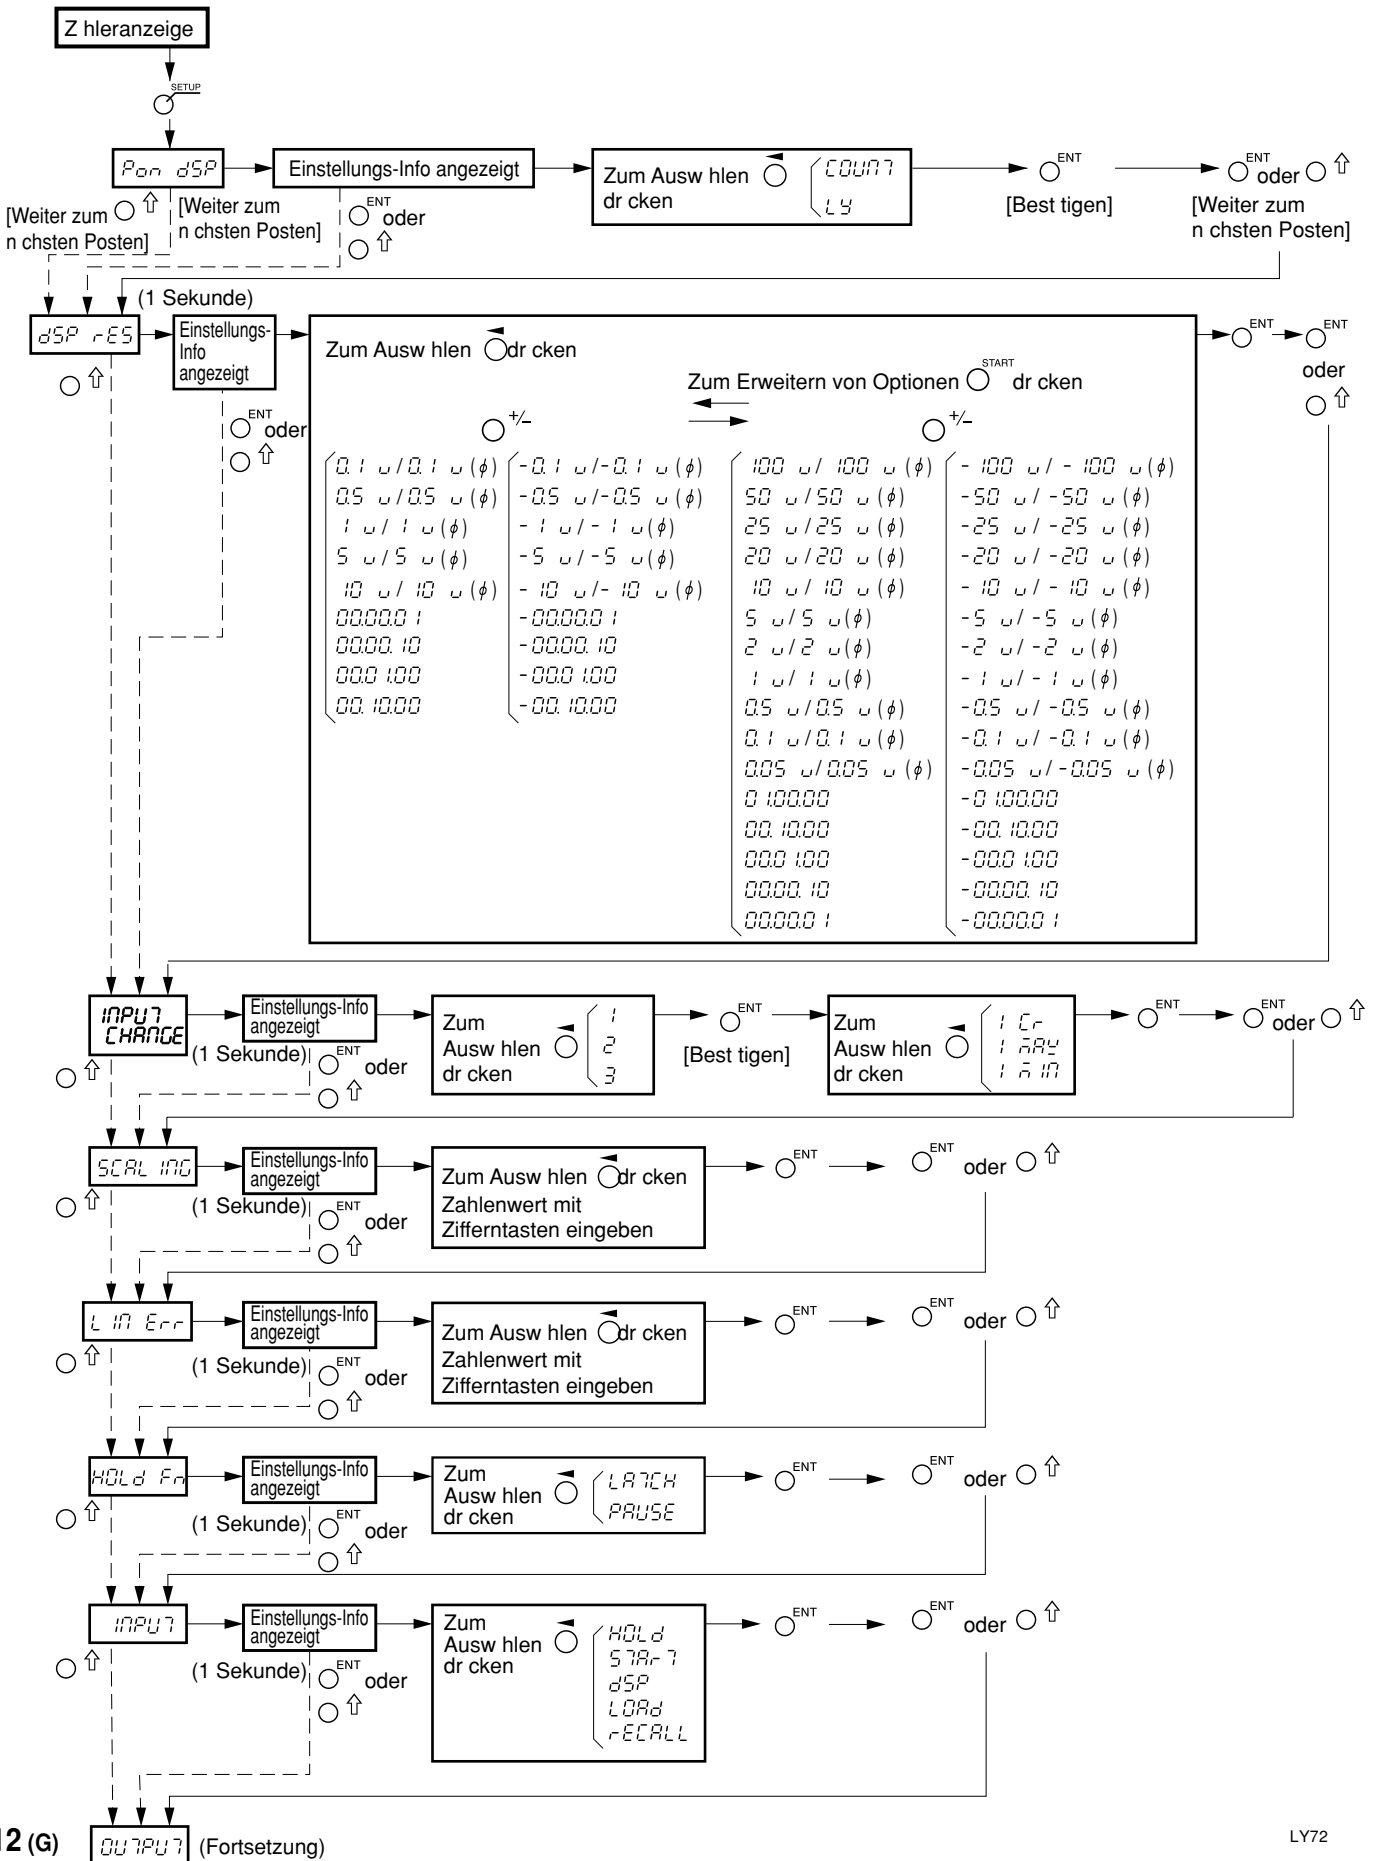 Z hleranzeige
SETUP
Pon dSP
Einstellungs-Info angezeigt
Zum Ausw hlen
dr cken
COUNT
LY
ENT
[Best tigen]
ENT
oder
[Weiter zum
n chsten Posten]
[Weiter zum
n chsten Posten]
[Weiter zum
n chsten Posten]
ENT
oder
(1 Sekunde)
dSP rES
Einstellungs-
Info
angezeigt
ENT
oder
Zum Ausw hlen dr cken
Zum Erweitern von Optionen START dr cken
+/–
+/–
0.1 u/0.1 u(ϕ)
0.5 u/0.5 u(ϕ)
1 u/1 u(ϕ)
5 u/5 u(ϕ)
10 u/10 u(ϕ)
00.00.01
00.00.10
00.01.00
00.10.00
-0.1 u/-0.1 u(ϕ)
-0.5 u/-0.5 u(ϕ)
-1 u/-1 u(ϕ)
-5 u/-5 u(ϕ)
-10 u/-10 u(ϕ)
-00.00.01
-00.00.10
-00.01.00
-00.10.00
100 u/100 u(ϕ)
50 u/50 u(ϕ)
25 u/25 u(ϕ)
20 u/20 u(ϕ)
10 u/10 u(ϕ)
5 u/5 u(ϕ)
2 u/2 u(ϕ)
1 u/1 u(ϕ)
0.5 u/0.5 u(ϕ)
0.1 u/0.1 u(ϕ)
0.05 u/0.05 u(ϕ)
01.00.00
00.10.00
00.01.00
00.00.10
00.00.01
-100 u/-100 u(ϕ)
-50 u/-50 u(ϕ)
-25 u/-25 u(ϕ)
-20 u/-20 u(ϕ)
-10 u/-10 u(ϕ)
-5 u/-5 u(ϕ)
-2 u/-2 u(ϕ)
-1 u/-1 u(ϕ)
-0.5 u/-0.5 u(ϕ)
-0.1 u/-0.1 u(ϕ)
-0.05 u/-0.05 u(ϕ)
-01.00.00
-00.10.00
-00.01.00
-00.00.10
-00.00.01
ENT
ENT
oder
INPUT
CHANGE
Einstellungs-Info
angezeigt
(1 Sekunde)
ENT
oder
Zum
Ausw hlen
dr cken
1
2
3
ENT
[Best tigen]
Zum
Ausw hlen
dr cken
1 Cr
1 MAX
1 MIN
ENT
ENT
oder
SCALING
Einstellungs-Info
angezeigt
(1 Sekunde)
ENT
oder
Zum Ausw hlen dr cken
Zahlenwert mit
Zifferntasten eingeben
ENT
ENT
oder
LIN Err
Einstellungs-Info
angezeigt
(1 Sekunde)
ENT
oder
Zum Ausw hlen dr cken
Zahlenwert mit
Zifferntasten eingeben
ENT
ENT
oder
HOLd Fn
Einstellungs-Info
angezeigt
(1 Sekunde)
ENT
oder
Zum
Ausw hlen
dr cken
LATCH
PAUSE
ENT
ENT
oder
INPUT
Einstellungs-Info
angezeigt
(1 Sekunde)
ENT
oder
Zum
Ausw hlen
dr cken
HOLd
STArT
dSP
LOAd
rECALL
ENT
ENT
oder
OUTPUT
(Fortsetzung)
12 (G)
LY72